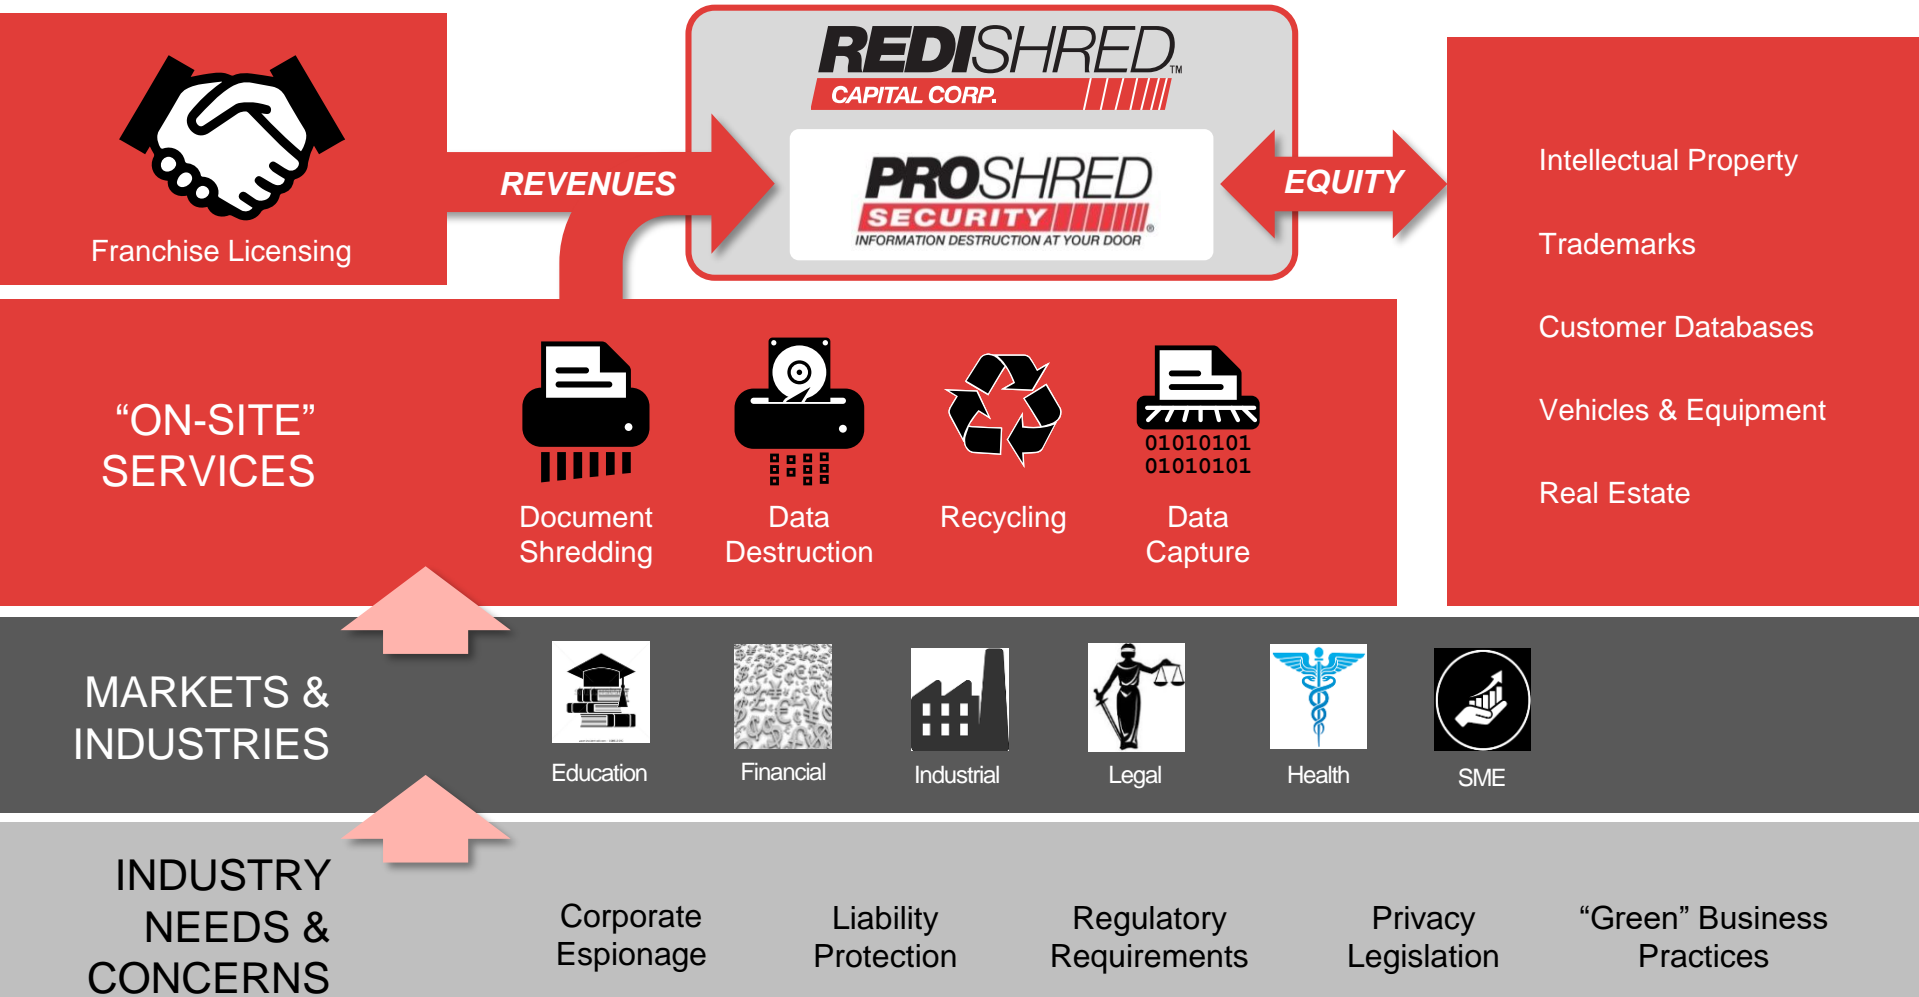 REDISHRED™
CAPITAL CORP.
PROSHRED
SECURITY®
INFORMATION DESTRUCTION AT YOUR DOOR
Franchise Licensing
REVENUES
EQUITY
Intellectual Property
Trademarks
Customer Databases
Vehicles & Equipment
Real Estate
“ON-SITE”
SERVICES
01010101
01010101
Document
Shredding
Data
Destruction
Recycling
Data
Capture
MARKETS &
INDUSTRIES
Education
Financial
Industrial
Legal
Health
SME
INDUSTRY
NEEDS &
CONCERNS
Corporate
Espionage
Liability
Protection
Regulatory
Requirements
Privacy
Legislation
“Green” Business
Practices